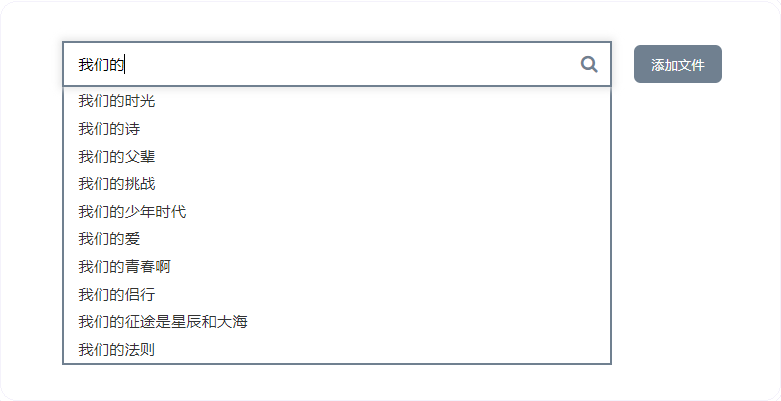 我们的
添加文件
我们的时光
我们的诗
我们的父辈
我们的挑战
我们的少年时代
我们的爱
我们的青春啊
我们的侣行
我们的征途是星辰和大海
我们的法则